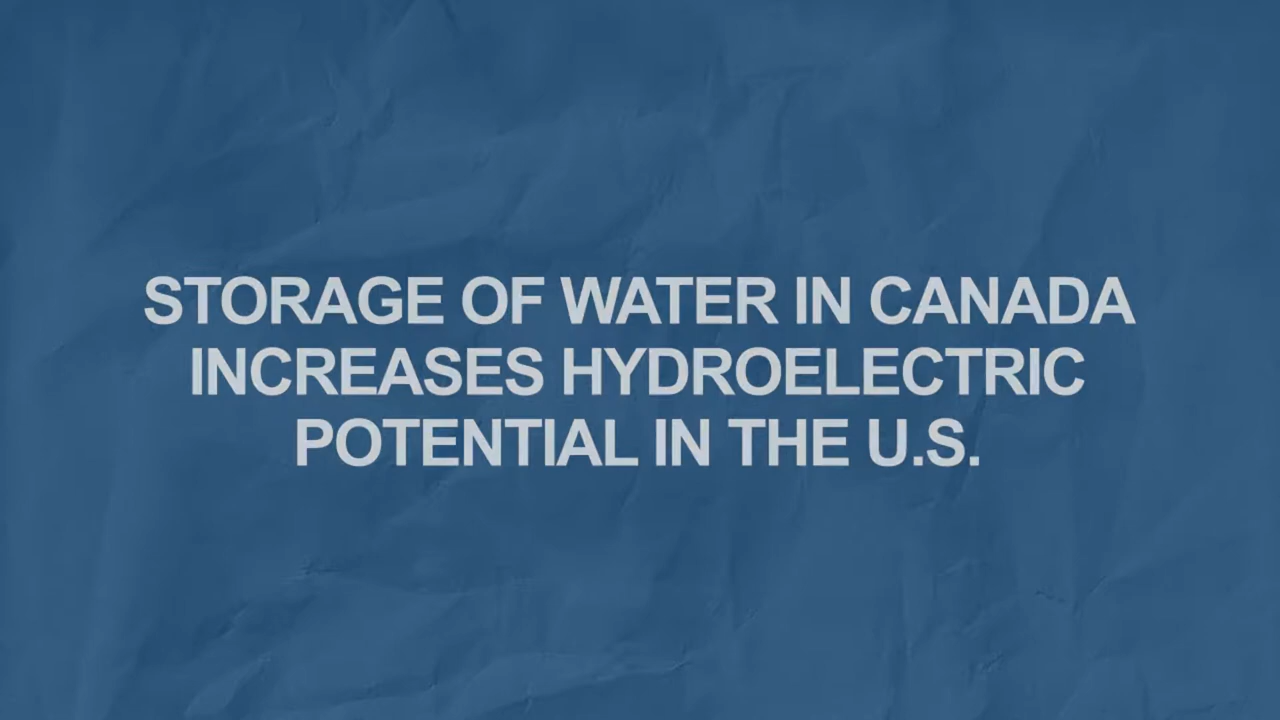 STORAGE OF WATER IN CANADA
INCREASES HYDROELECTRIC
POTENTIAL IN THE U.S.